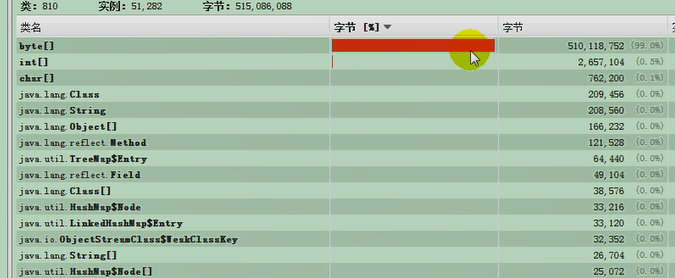 类: 810 实例: 51,282 字节: 515,086,088
类名 字节 [%] 字节
byte[] 510,118,752 (99.0%)
int[] 2,657,104 (0.5%)
char[] 762,200 (0.1%)
java.lang.Class 209,456 (0.0%)
java.lang.String 208,560 (0.0%)
java.lang.Object[] 166,232 (0.0%)
java.lang.reflect.Method 121,528 (0.0%)
java.util.TreeMap$Entry 64,440 (0.0%)
java.lang.reflect.Field 49,104 (0.0%)
java.lang.Class[] 38,576 (0.0%)
java.util.HashMap$Node 33,216 (0.0%)
java.util.LinkedHashMap$Entry 33,120 (0.0%)
java.io.ObjectStreamClass$WeakClassKey 32,352 (0.0%)
java.lang.String[] 26,704 (0.0%)
java.util.HashMap$Node[] 25,072 (0.0%)